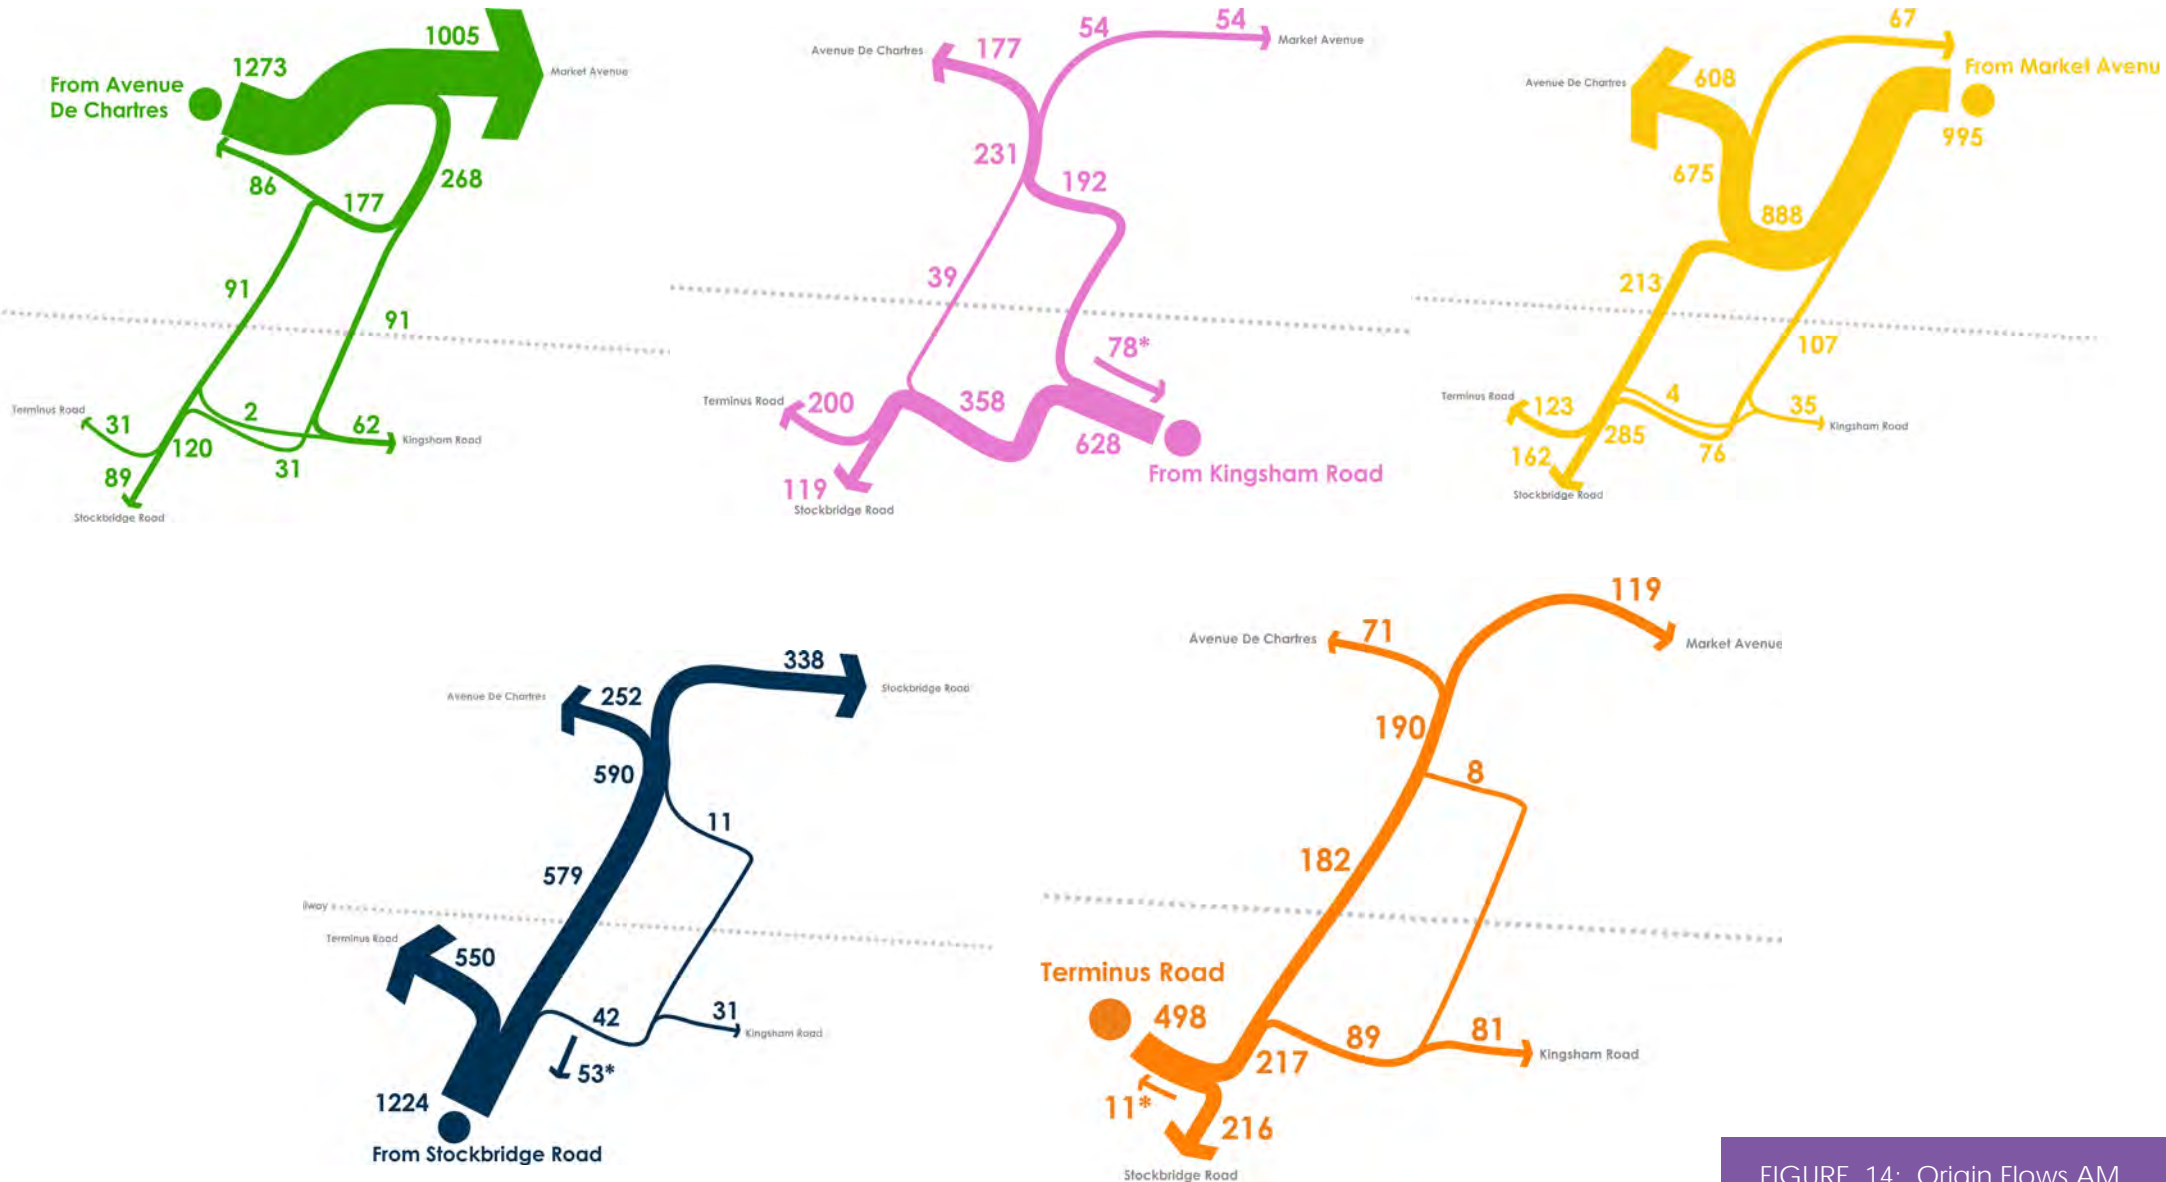 1273
1005
From Avenue
De Chartres
Market Avenue
86
177
268
91
91
Terminus Road
31
2
62
Kingsham Road
120
31
89
Stockbridge Road
Avenue De Chartres
177
54
54
Market Avenue
231
192
39
78*
Terminus Road
200
358
628
From Kingsham Road
119
Stockbridge Road
67
From Market Avenu
Avenue De Chartres
608
995
675
888
213
107
Terminus Road
123
4
35
Kingsham Road
285
76
162
Stockbridge Road
338
Stockbridge Road
Avenue De Chartres
252
590
11
579
ilway
Terminus Road
550
42
31
Kingsham Road
53*
1224
From Stockbridge Road
119
Avenue De Chartres
71
Market Avenue
190
8
182
Terminus Road
498
217
89
81
Kingsham Road
11*
216
Stockbridge Road
FIGURE 14: Origin Flows AM